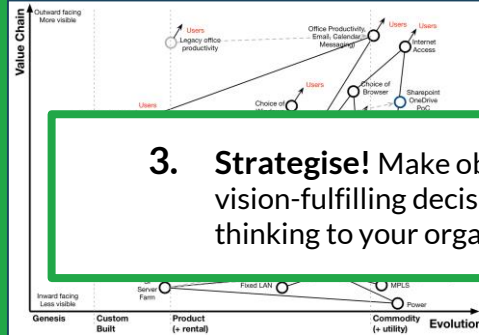 Value Chain
Outward facing
More visible
Users
Legacy office
productivity
Office Productivity,
Email, Calendar,
Messaging)
Users
Users
Internet
Access
Users
Choice of
Choice of
Browser
Sharepoint
OneDrive
PoC
Users
3. Strategise! Make ob
vision-fulfilling decis
thinking to your orga
Server
Farm
Fixed LAN
MPLS
Power
Inward facing
Less visible
Genesis
Custom
Built
Product
(+ rental)
Commodity
(+ utility)
Evolution